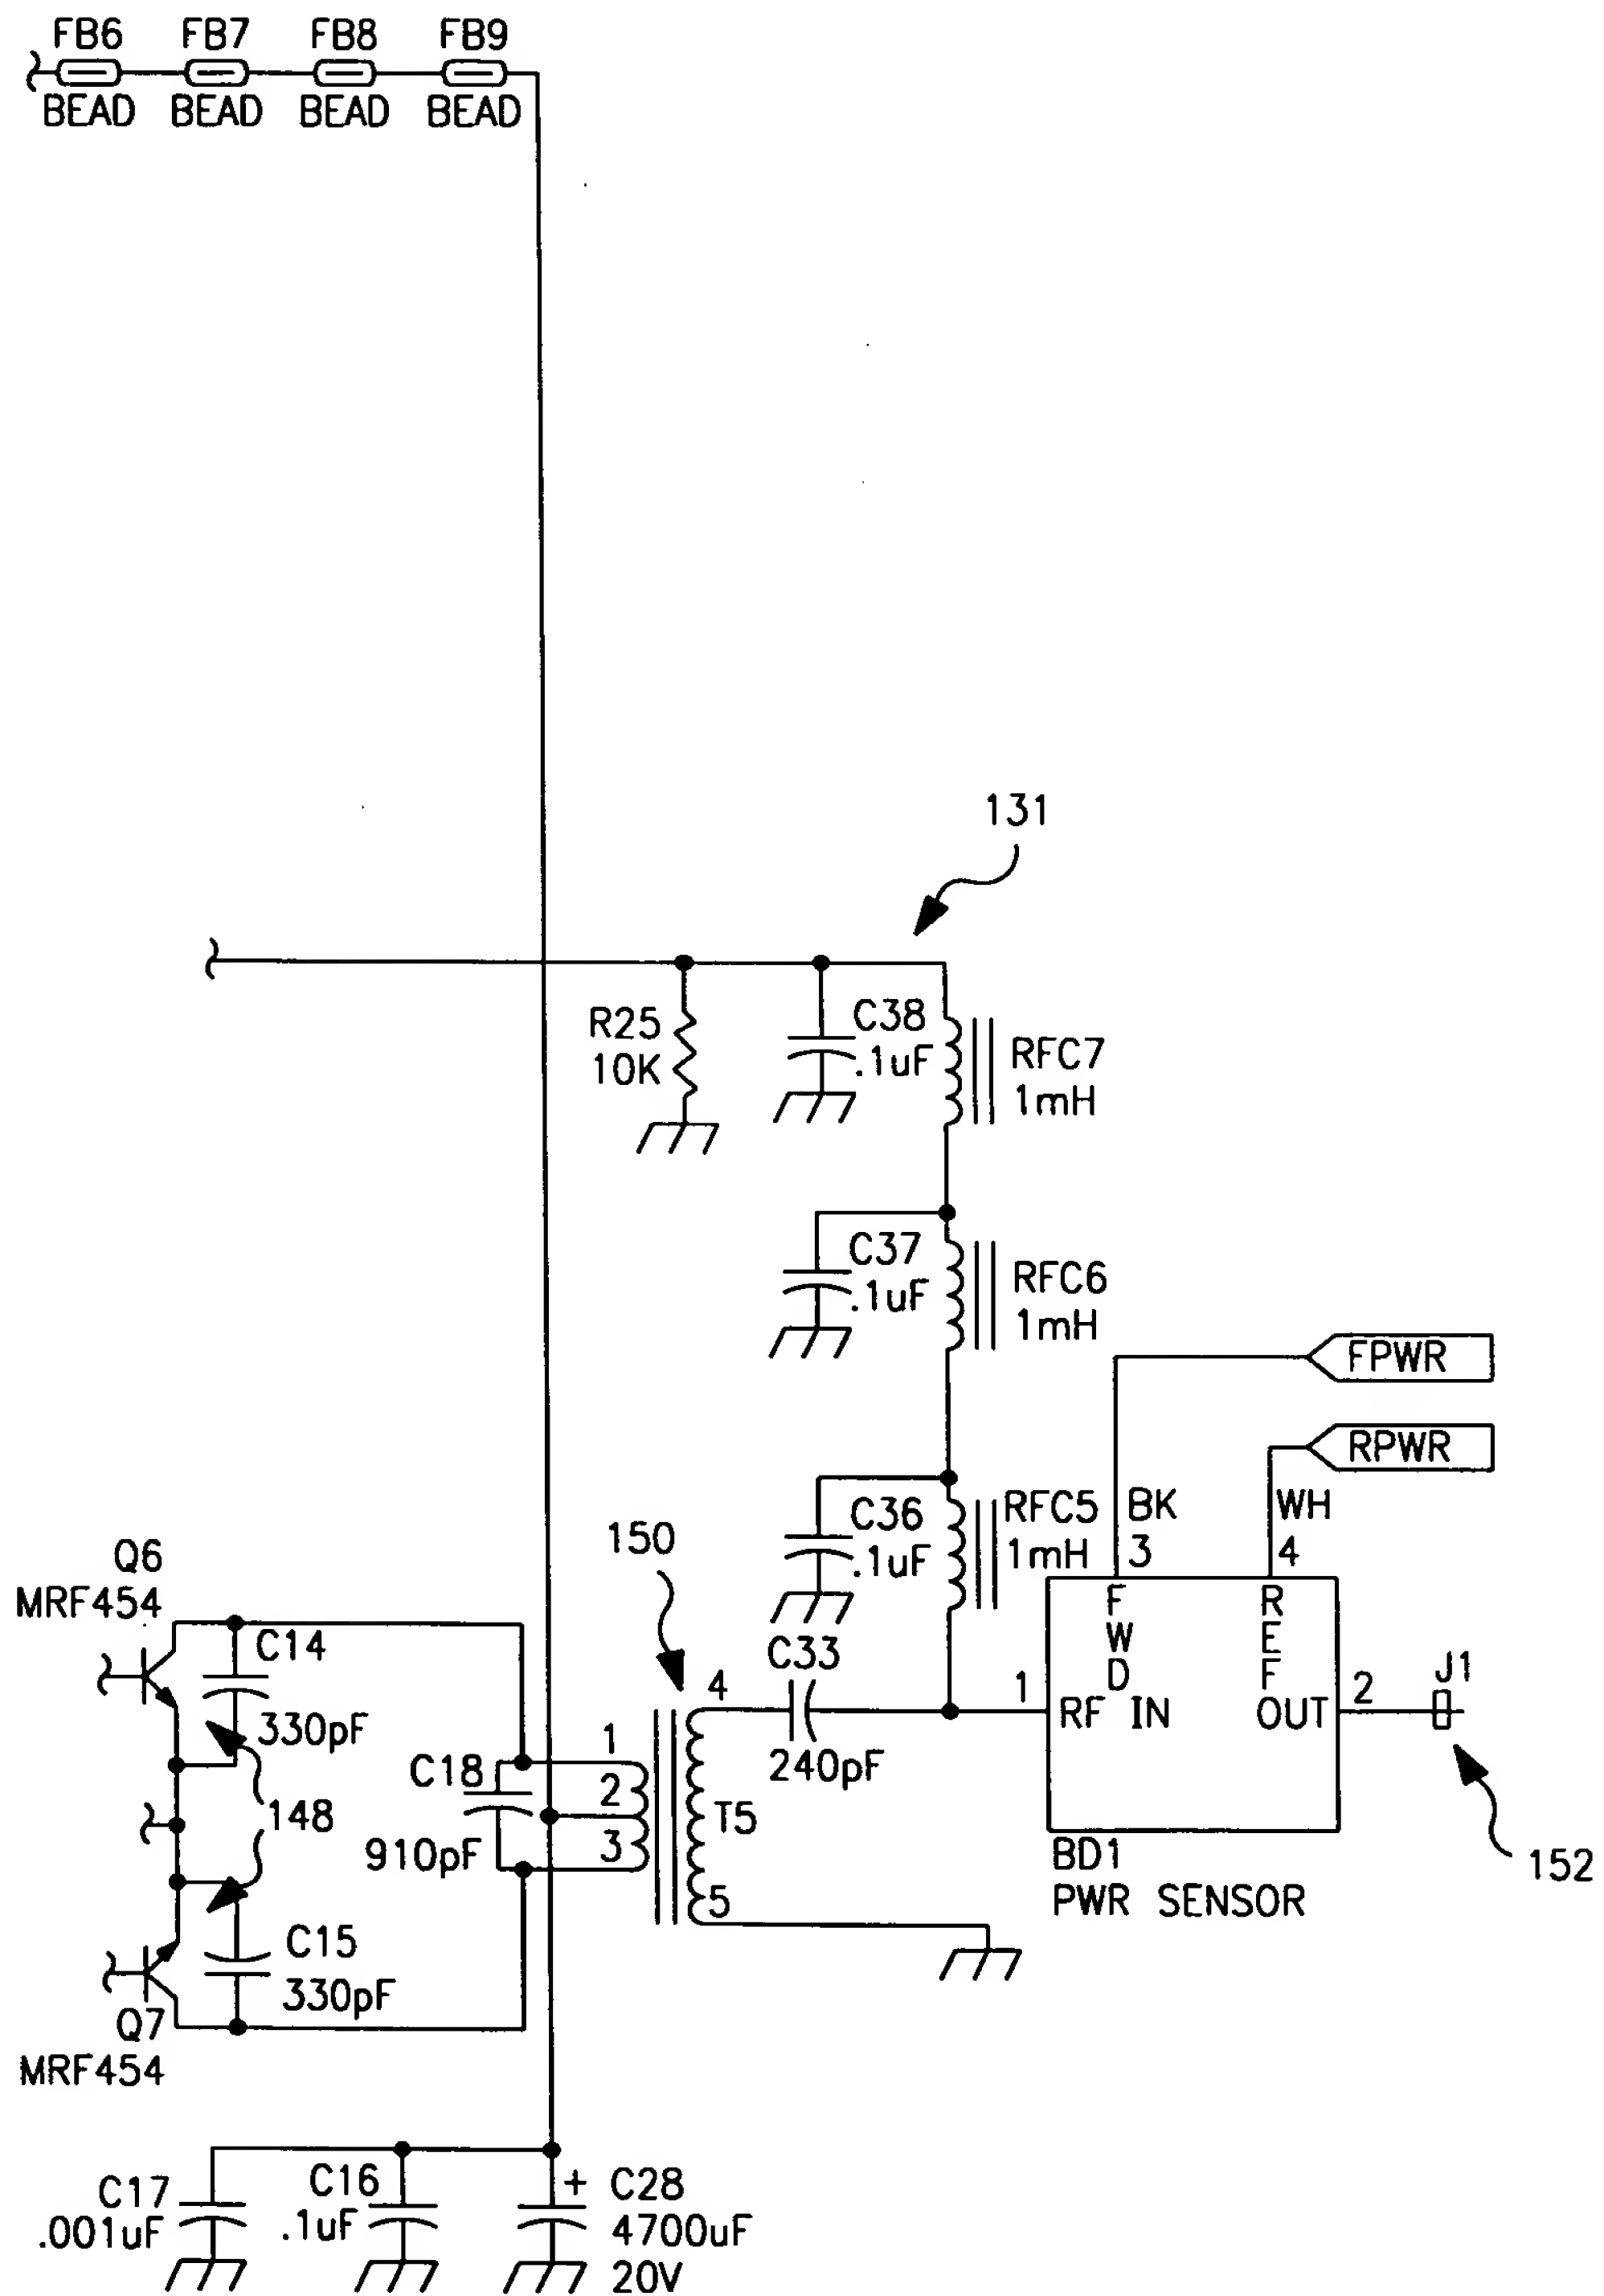 FB6 FB7 FB8 FB9
BEAD BEAD BEAD BEAD
131
R25
10K
C38
.1uF
RFC7
1mH
C37
.1uF
RFC6
1mH
FPWR
RPWR
C36
.1uF
RFC5
1mH
BK
3
WH
4
150
Q6
MRF454
C14
330pF
148
C15
330pF
Q7
MRF454
C18
910pF
1
2
3
4
T5
5
C33
240pF
1
FWD
REF
RF IN
OUT
2
J1
BD1
PWR SENSOR
152
C17
.001uF
C16
.1uF
+
C28
4700uF
20V